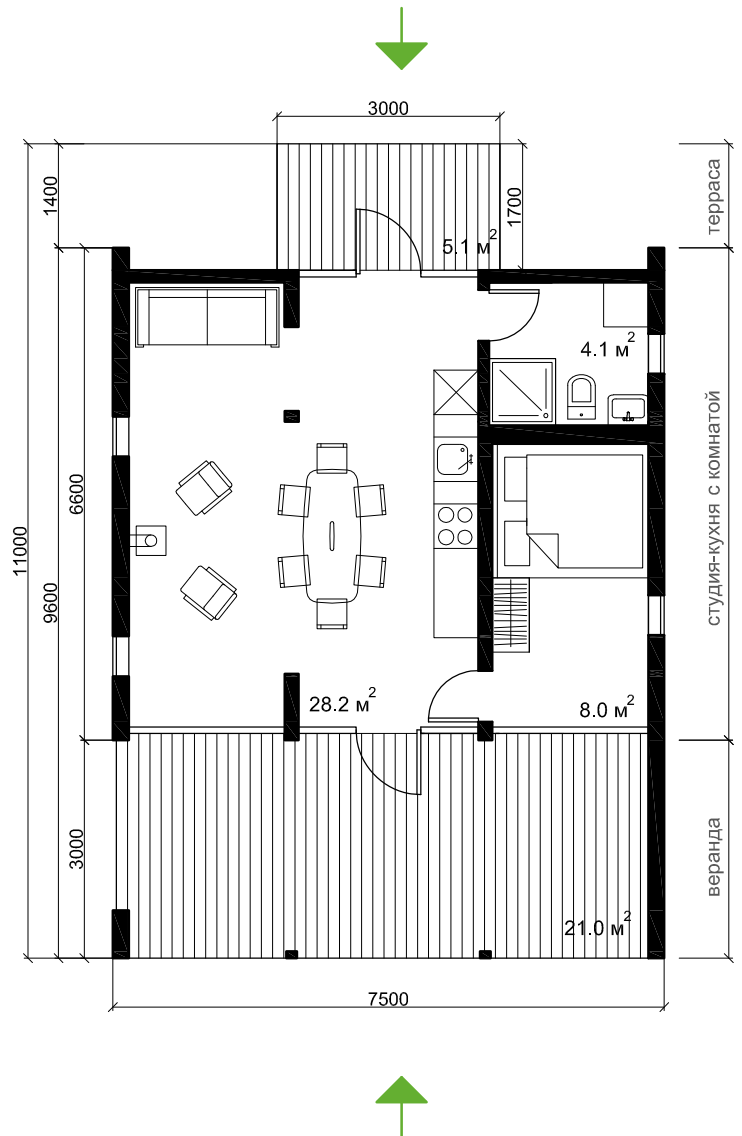 3000
1400
1700
терраса
5.1 м²
4.1 м²
6600
11000
9600
студия-кухня с комнатой
28.2 м²
8.0 м²
3000
веранда
21.0 м²
7500